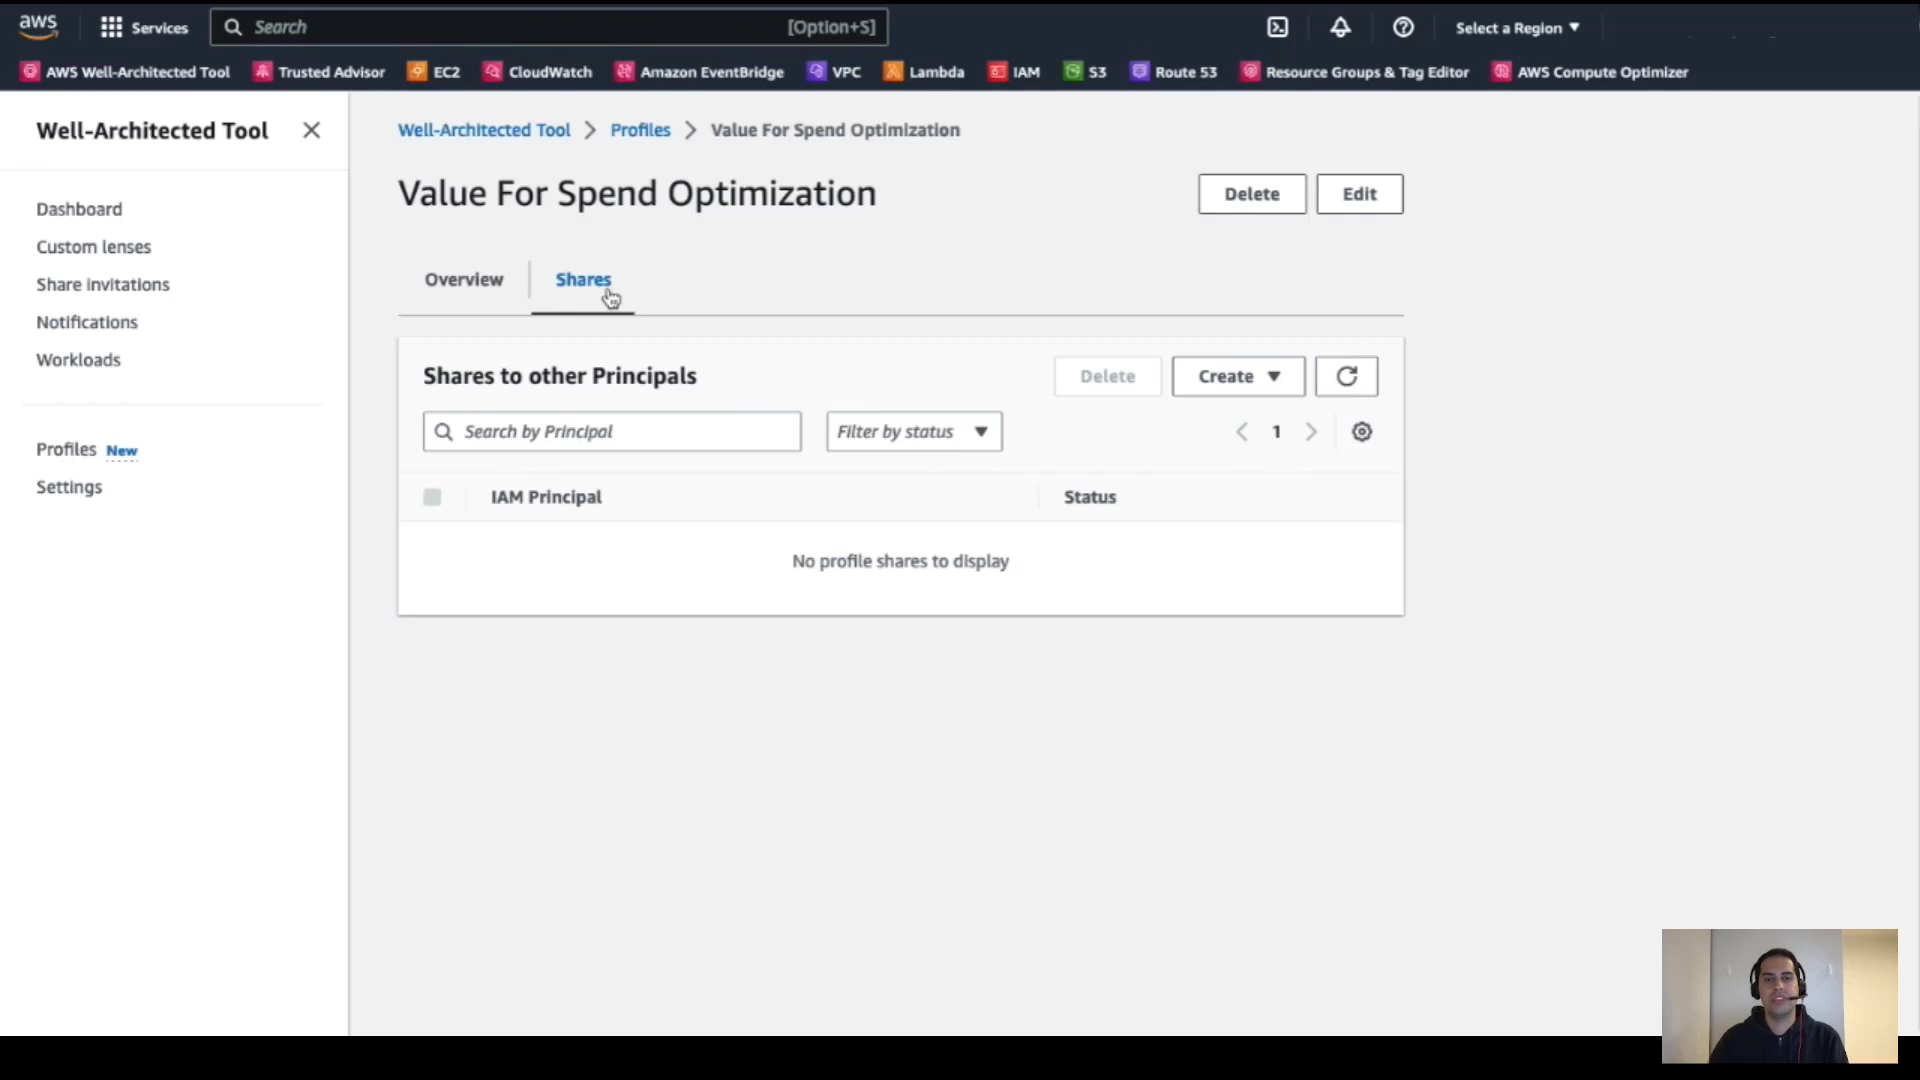 aws
Services
Search
[Option+S]
Select a Region
AWS Well-Architected Tool
Trusted Advisor
EC2
CloudWatch
Amazon EventBridge
VPC
Lambda
IAM
S3
Route 53
Resource Groups & Tag Editor
AWS Compute Optimizer
Well-Architected Tool
Dashboard
Custom lenses
Share invitations
Notifications
Workloads
Profiles New
Settings
Well-Architected Tool > Profiles > Value For Spend Optimization
Value For Spend Optimization
Delete
Edit
Overview
Shares
Shares to other Principals
Delete
Create
Search by Principal
Filter by status
1
IAM Principal
Status
No profile shares to display